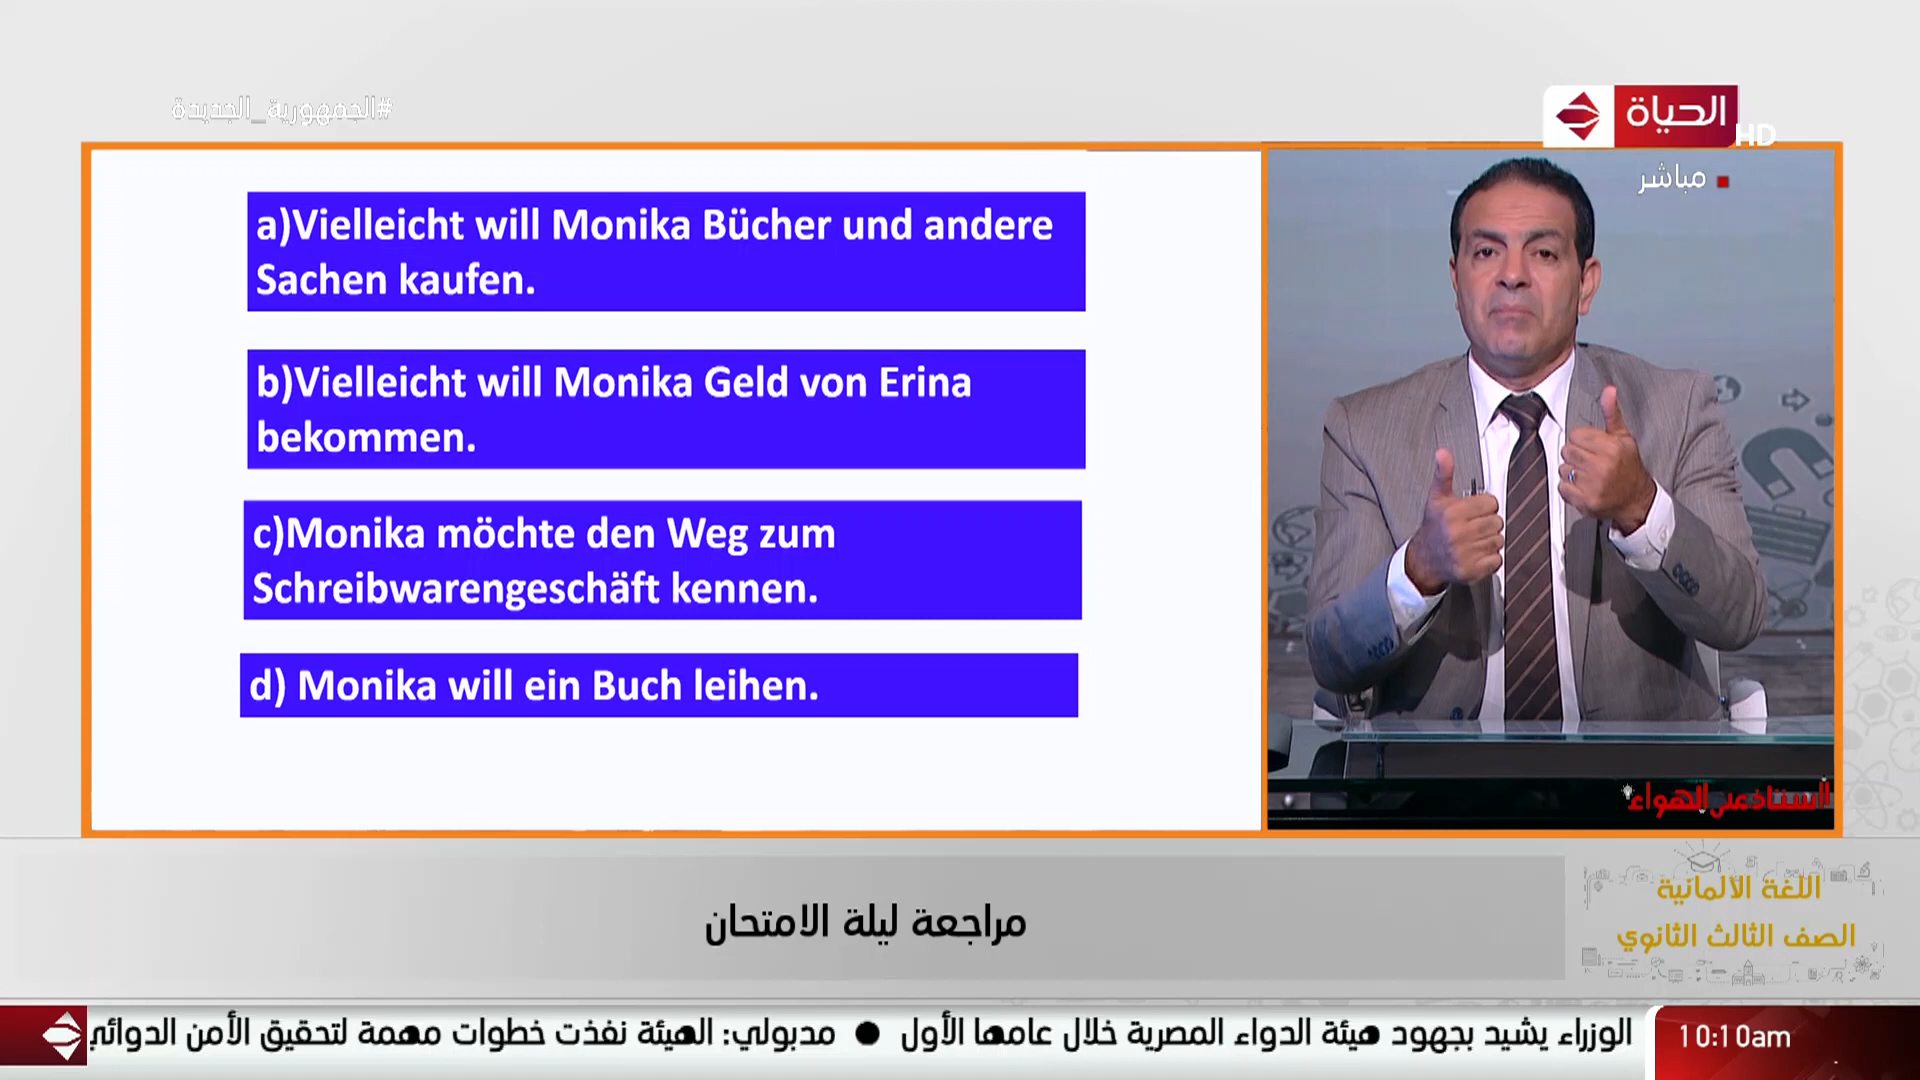 #الجمهورية_الجديدة
الحياة
HD
مباشر
a)Vielleicht will Monika Bücher und andere
Sachen kaufen.
b)Vielleicht will Monika Geld von Erina
bekommen.
c)Monika möchte den Weg zum
Schreibwarengeschäft kennen.
d) Monika will ein Buch leihen.
أستاذ على الهواء
اللغة الالمانية
الصف الثالث الثانوي
مراجعة ليلة الامتحان
الوزراء يشيد بجهود هيئة الدواء المصرية خلال عامها الأول ● مدبولي: الهيئة نفذت خطوات مهمة لتحقيق الأمن الدوائي
10:10am